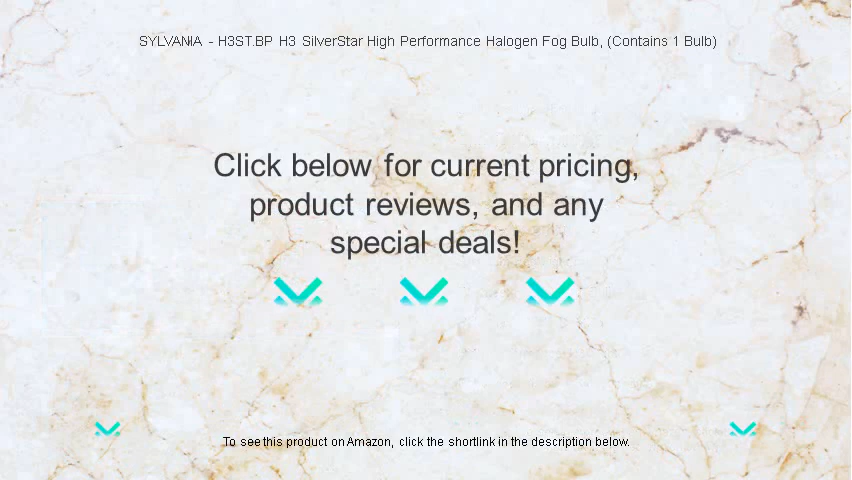 SYLVANIA - H3ST.BP H3 SilverStar High Performance Halogen Fog Bulb, (Contains 1 Bulb)
Click below for current pricing,
product reviews, and any
special deals!
To see this product on Amazon, click the shortlink in the description below.